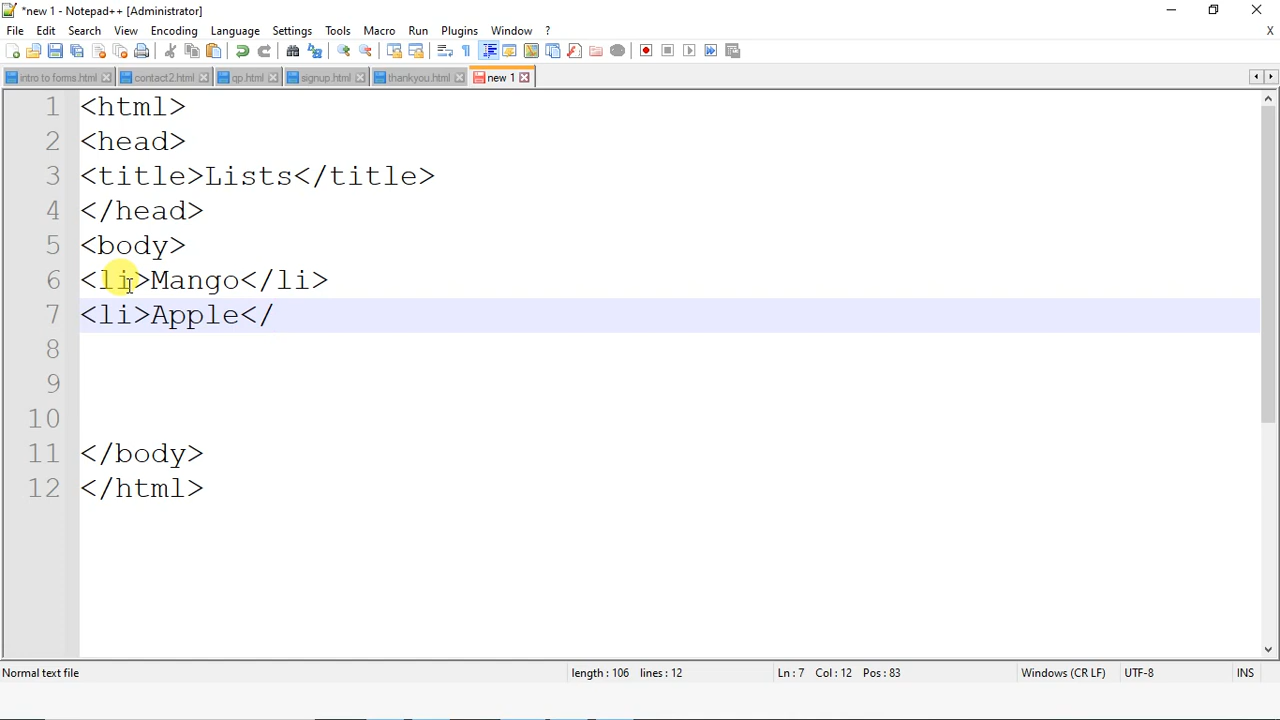 *new 1 - Notepad++ [Administrator]
File Edit Search View Encoding Language Settings Tools Macro Run Plugins Window ? X
intro to forms.html contact2.html qp.html signup.html thankyou.html new 1
1 <html>
2 <head>
3 <title>Lists</title>
4 </head>
5 <body>
6 <li>Mango</li>
7 <li>Apple</
8
9
10
11 </body>
12 </html>
Normal text file length : 106 lines : 12 Ln : 7 Col : 12 Pos : 83 Windows (CR LF) UTF-8 INS